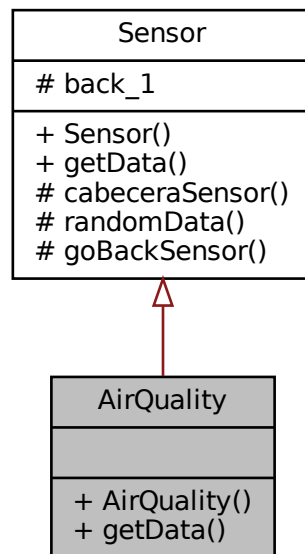 Sensor
# back_1
+ Sensor()
+ getData()
# cabeceraSensor()
# randomData()
# goBackSensor()
AirQuality
+ AirQuality()
+ getData()